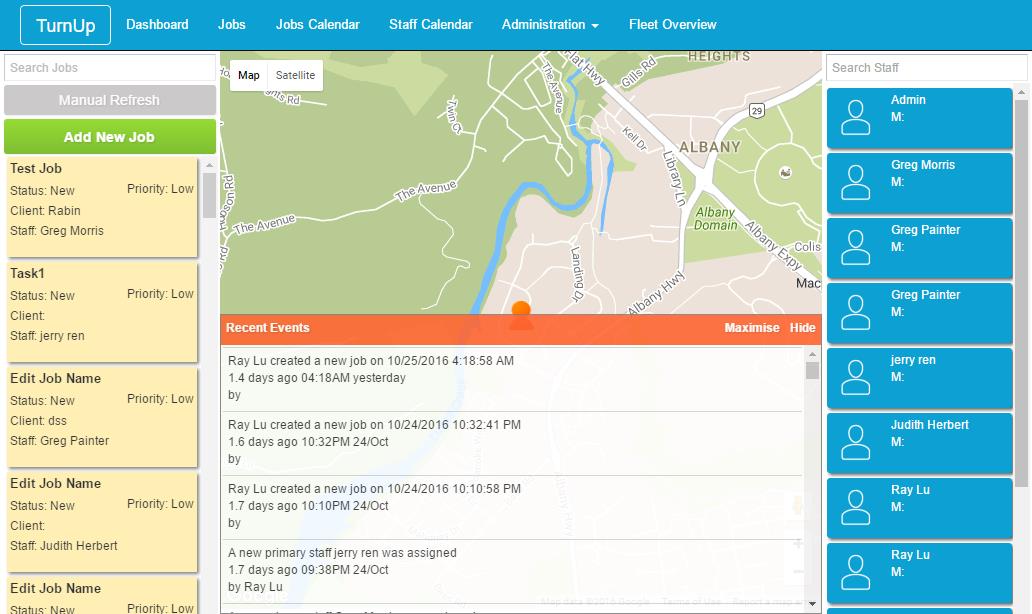 TurnUp Dashboard Jobs Jobs Calendar Staff Calendar Administration Fleet Overview
Search Jobs
Manual Refresh
Add New Job
Test Job
Status: New Priority: Low
Client: Rabin
Staff: Greg Morris
Task1
Status: New Priority: Low
Client:
Staff: jerry ren
Edit Job Name
Status: New Priority: Low
Client: dss
Staff: Greg Painter
Edit Job Name
Status: New Priority: Low
Client:
Staff: Judith Herbert
Edit Job Name
Status: New Priority: Low
Map Satellite
HEIGHTS
Flat Hwy
Gills Rd
The Avenue
Twin Ct
29
Kell Dr
ALBANY
Library Ln
The Avenue
The Avenue
Albany
Domain
Albany Expy
Colis
Landing Dr
Albany Hwy
Mac
Recent Events Maximise Hide
Ray Lu created a new job on 10/25/2016 4:18:58 AM
1.4 days ago 04:18AM yesterday
by
Ray Lu created a new job on 10/24/2016 10:32:41 PM
1.6 days ago 10:32PM 24/Oct
by
Ray Lu created a new job on 10/24/2016 10:10:58 PM
1.7 days ago 10:10PM 24/Oct
by
A new primary staff jerry ren was assigned
1.7 days ago 09:38PM 24/Oct
by Ray Lu
Map data ©2016 Google Terms of Use Report a map
Search Staff
Admin
M:
Greg Morris
M:
Greg Painter
M:
Greg Painter
M:
jerry ren
M:
Judith Herbert
M:
Ray Lu
M:
Ray Lu
M: